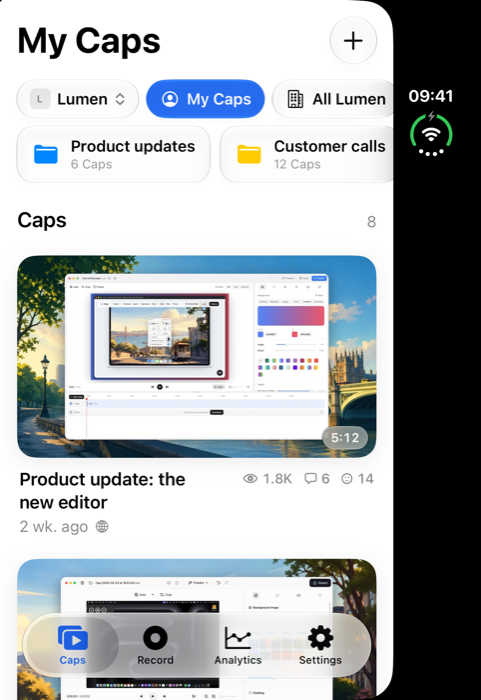 My Caps
09:41
L Lumen
My Caps
All Lumen
Product updates
6 Caps
Customer calls
12 Caps
Caps
8
5:12
Product update: the
new editor
1.8K
6
14
2 wk. ago
Caps
Record
Analytics
Settings